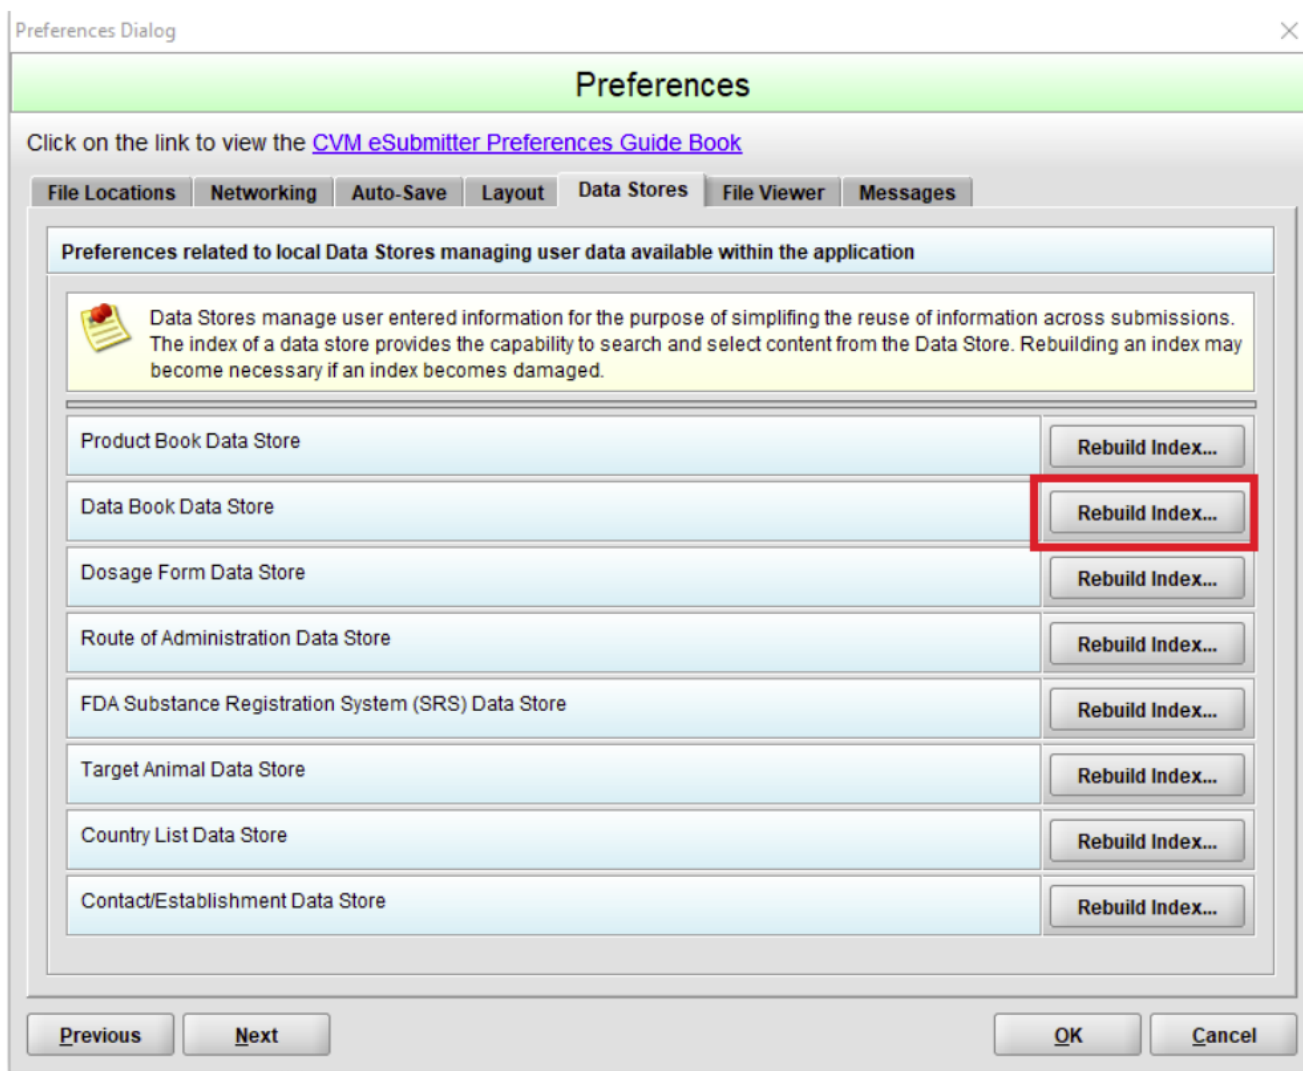 Preferences Dialog
Preferences
Click on the link to view the CVM eSubmitter Preferences Guide Book
File Locations Networking Auto-Save Layout Data Stores File Viewer Messages
Preferences related to local Data Stores managing user data available within the application
Data Stores manage user entered information for the purpose of simplifing the reuse of information across submissions.
The index of a data store provides the capability to search and select content from the Data Store. Rebuilding an index may
become necessary if an index becomes damaged.
Product Book Data Store Rebuild Index...
Data Book Data Store Rebuild Index...
Dosage Form Data Store Rebuild Index...
Route of Administration Data Store Rebuild Index...
FDA Substance Registration System (SRS) Data Store Rebuild Index...
Target Animal Data Store Rebuild Index...
Country List Data Store Rebuild Index...
Contact/Establishment Data Store Rebuild Index...
Previous Next OK Cancel